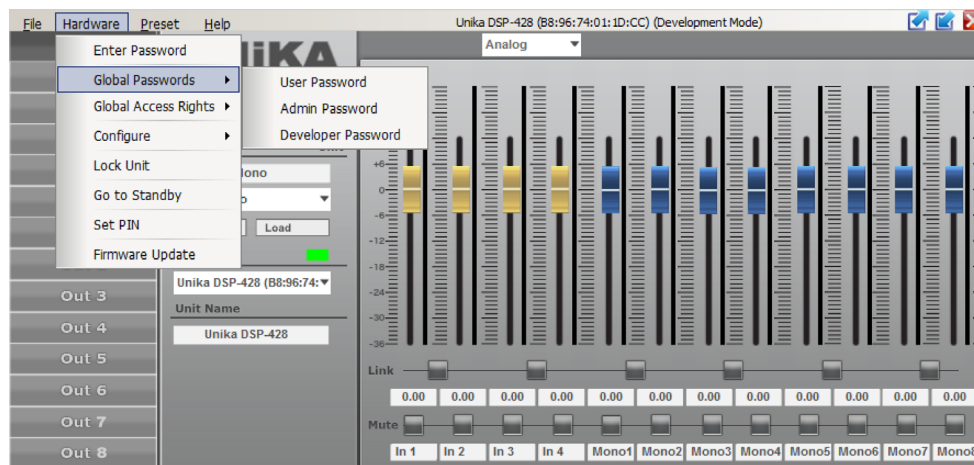 File Hardware Preset Help
Unika DSP-428 (B8:96:74:01:1D:CC) (Development Mode)
Analog
Enter Password
Global Passwords
Global Access Rights
Configure
Lock Unit
Go to Standby
Set PIN
Firmware Update
User Password
Admin Password
Developer Password
iKA
Load
Unika DSP-428 (B8:96:74:
Unit Name
Unika DSP-428
Out 3
Out 4
Out 5
Out 6
Out 7
Out 8
+6
0
-6
-12
-18
-24
-30
-36
Link
0.00 0.00 0.00 0.00 0.00 0.00 0.00 0.00 0.00 0.00 0.00 0.00
Mute
In 1 In 2 In 3 In 4 Mono1 Mono2 Mono3 Mono4 Mono5 Mono6 Mono7 Mono8